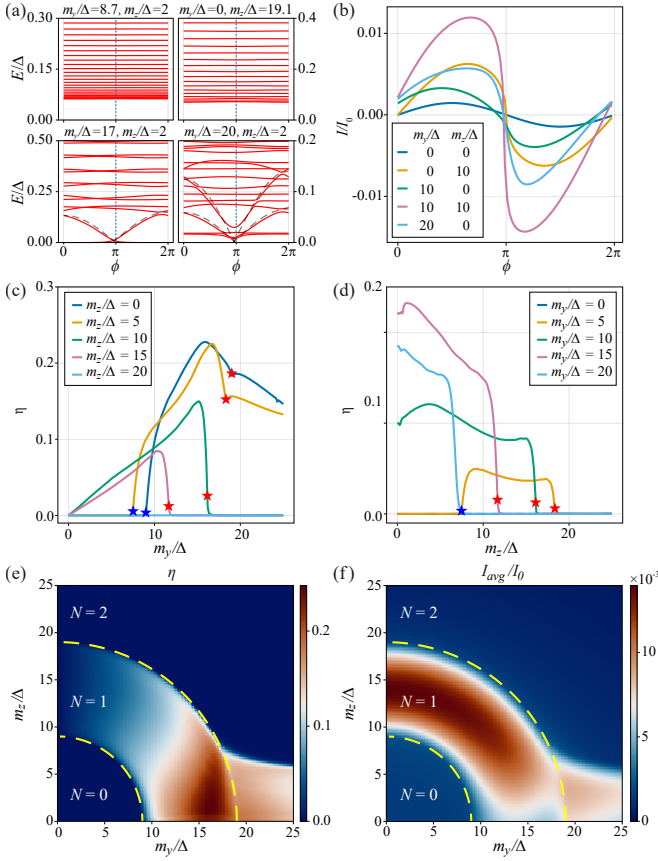 (a)
m_y/Δ=8.7, m_z/Δ=2
m_y/Δ=0, m_z/Δ=19.1
E/Δ
0.30
0.15
0.00
0.4
0.2
0.0
m_y/Δ=17, m_z/Δ=2
m_y/Δ=20, m_z/Δ=2
E/Δ
0.50
0.25
0.00
0.2
0.1
0.0
0 π 2π
0 π 2π
ϕ
ϕ
(b)
I/I_0
0.01
0.00
-0.01
m_y/Δ m_z/Δ
0 0
0 10
10 0
10 10
20 0
0 π 2π
ϕ
(c)
η
0.3
0.2
0.1
0.0
m_z/Δ = 0
m_z/Δ = 5
m_z/Δ = 10
m_z/Δ = 15
m_z/Δ = 20
0 10 20
m_y/Δ
(d)
η
0.2
0.1
0.0
m_y/Δ = 0
m_y/Δ = 5
m_y/Δ = 10
m_y/Δ = 15
m_y/Δ = 20
0 10 20
m_z/Δ
(e)
η
m_z/Δ
25
20
15
10
5
0
N = 2
N = 1
N = 0
0 5 10 15 20 25
m_y/Δ
0.2
0.1
0.0
(f)
I_avg/I_0
m_z/Δ
25
20
15
10
5
0
N = 2
N = 1
N = 0
0 5 10 15 20 25
m_y/Δ
10
5
0